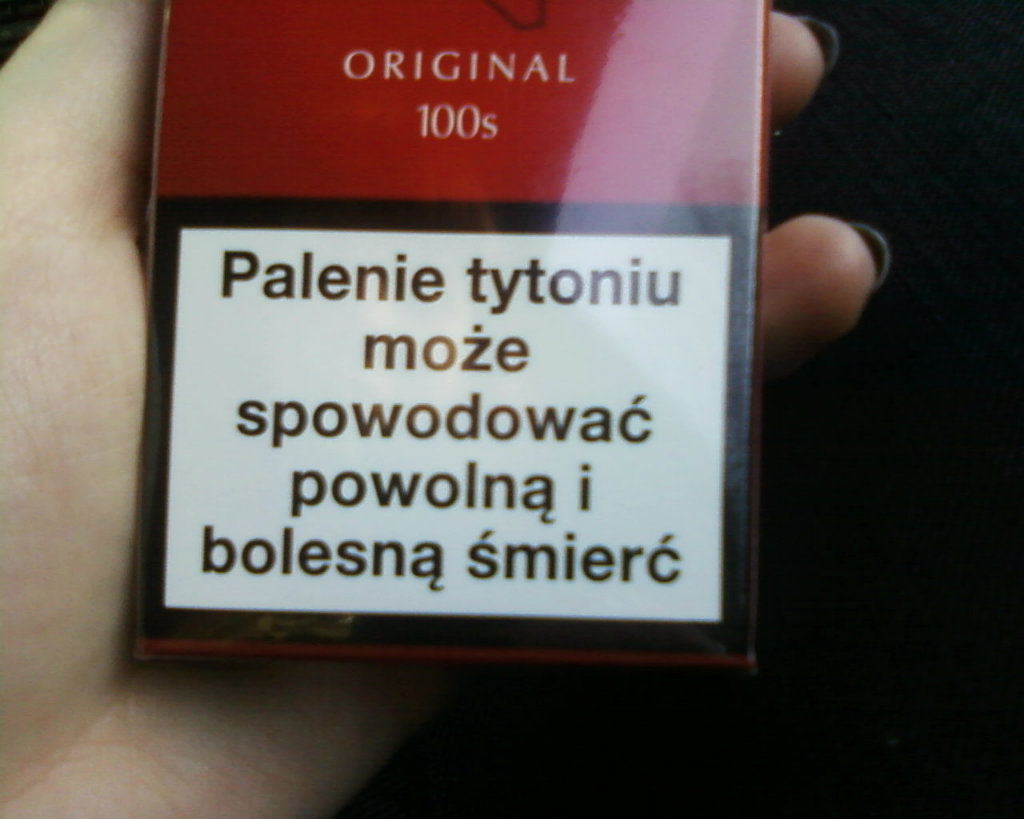 ORIGINAL
100s
Palenie tytoniu
może
spowodować
powolną i
bolesną śmierć